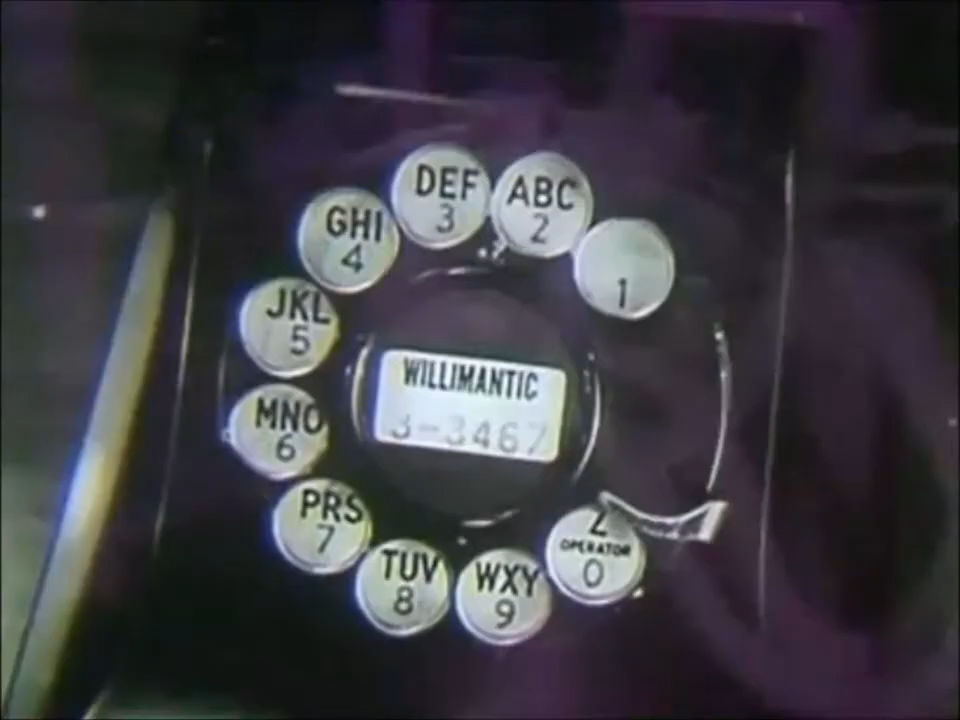 DEF
3
ABC
2
GHI
4
1
JKL
5
WILLIMANTIC
3-3467
MNO
6
PRS
7
Z
OPERATOR
0
TUV
8
WXY
9